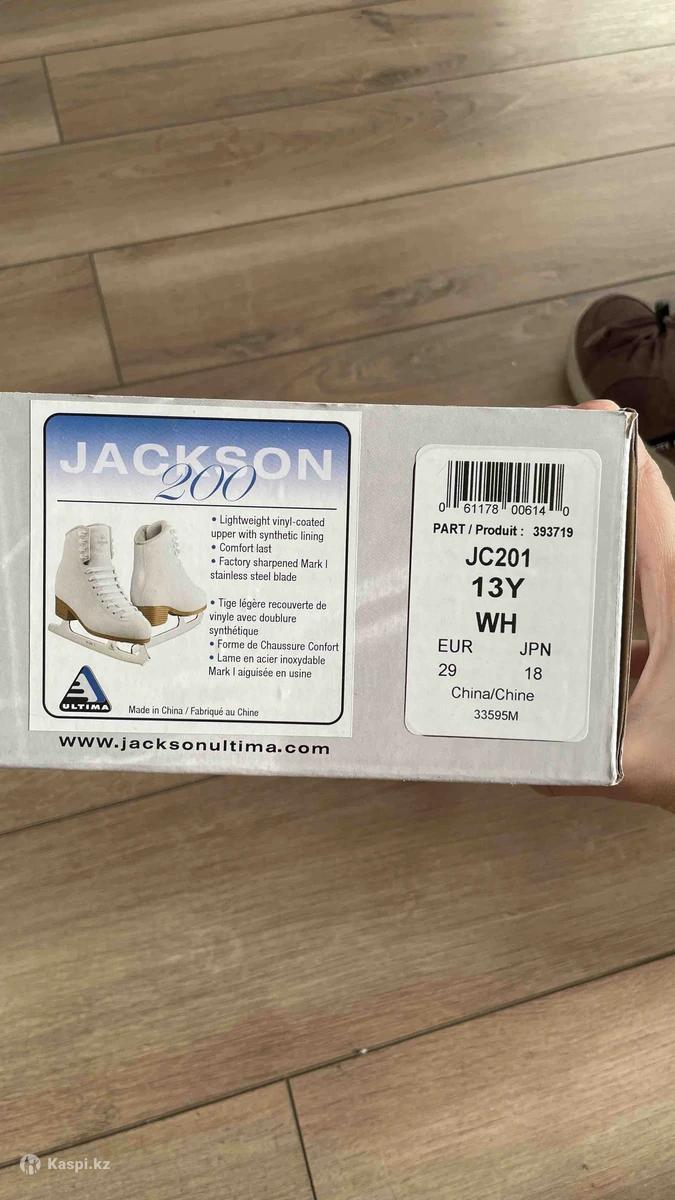 JACKSON
200
• Lightweight vinyl-coated
upper with synthetic lining
• Comfort last
• Factory sharpened Mark I
stainless steel blade
• Tige légère recouverte de
vinyle avec doublure
synthétique
• Forme de Chaussure Confort
• Lame en acier inoxydable
Mark I aiguisée en usine
ULTIMA
Made in China / Fabriqué au Chine
www.jacksonultima.com
0 61178 00614 0
PART / Produit : 393719
JC201
13Y
WH
EUR JPN
29 18
China/Chine
33595M
Kaspi.kz